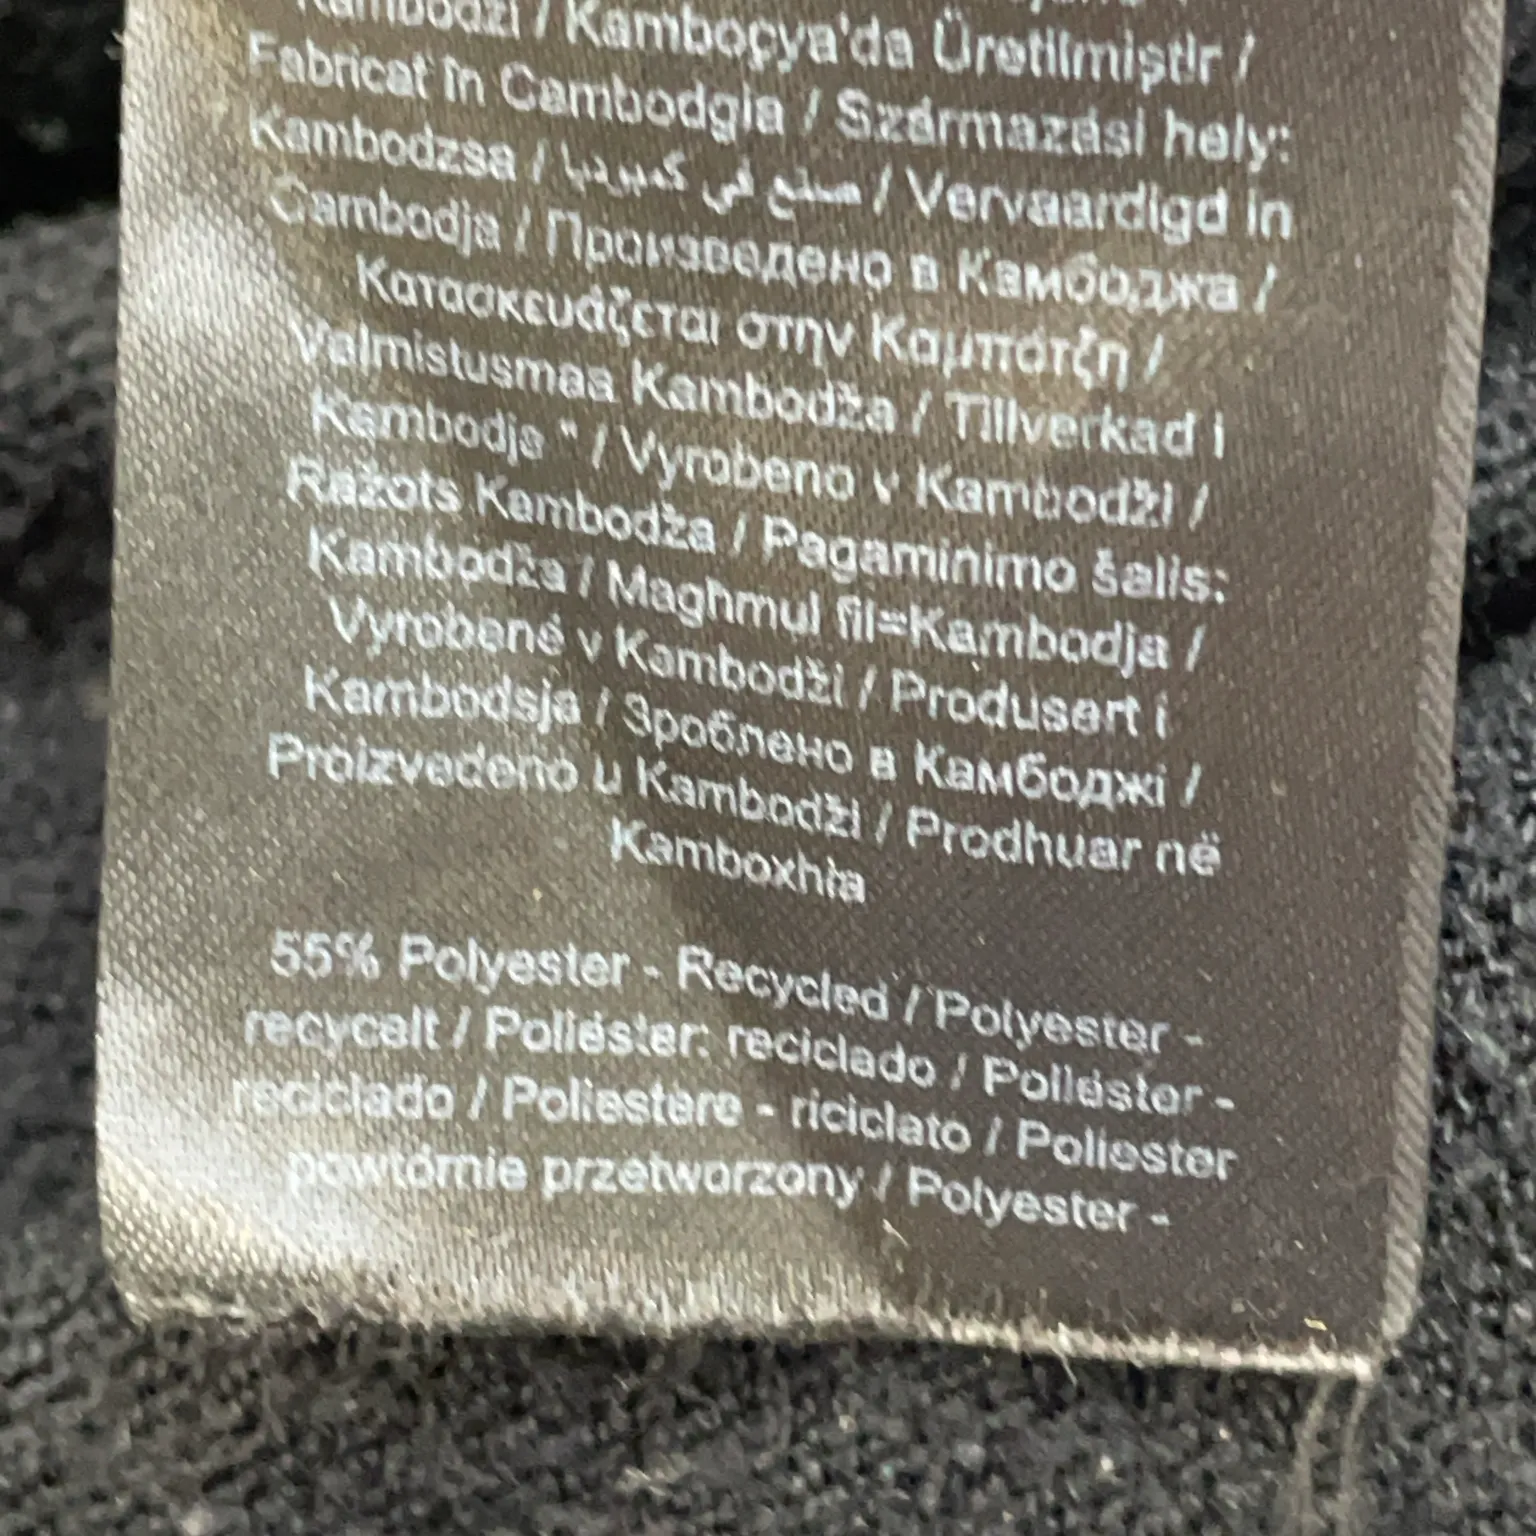 Kambodži / Kamboçya'da Üretilmiştir /
Fabricat în Cambodgia / Származási hely:
Kambodzsa / صنع في كمبوديا / Vervaardigd in
Cambodja / Произведено в Камбоджа /
Κατασκευάζεται στην Καμπότζη /
Valmistusmaa Kambodža / Tillverkad i
Kambodja * / Vyrobeno v Kambodži /
Ražots Kambodža / Pagaminimo šalis:
Kambodža / Maghmul fil=Kambodja /
Vyrobené v Kambodži / Produsert i
Kambodsja / Зроблено в Камбоджі /
Proizvedeno u Kambodži / Prodhuar në
Kamboxhia
55% Polyester - Recycled / Polyester -
recycelt / Poliéster: reciclado / Poliéster -
reciclado / Poliestere - riciclato / Poliester
powtórnie przetworzony / Polyester -